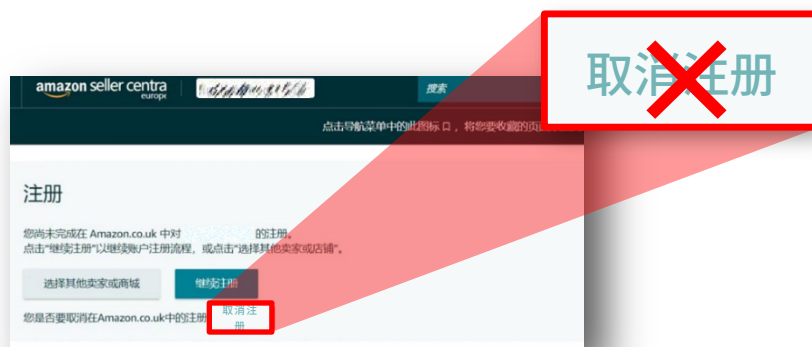 取消注册
amazon seller centra
europe
搜索
点击导航菜单中的此图标口，将您要收藏的页
注册
您尚未完成在 Amazon.co.uk 中对 的注册。
点击"继续注册"以继续账户注册流程，或点击"选择其他卖家或店铺"。
选择其他卖家或商城 继续注册
您是否要取消在Amazon.co.uk中的注册 取消注
册